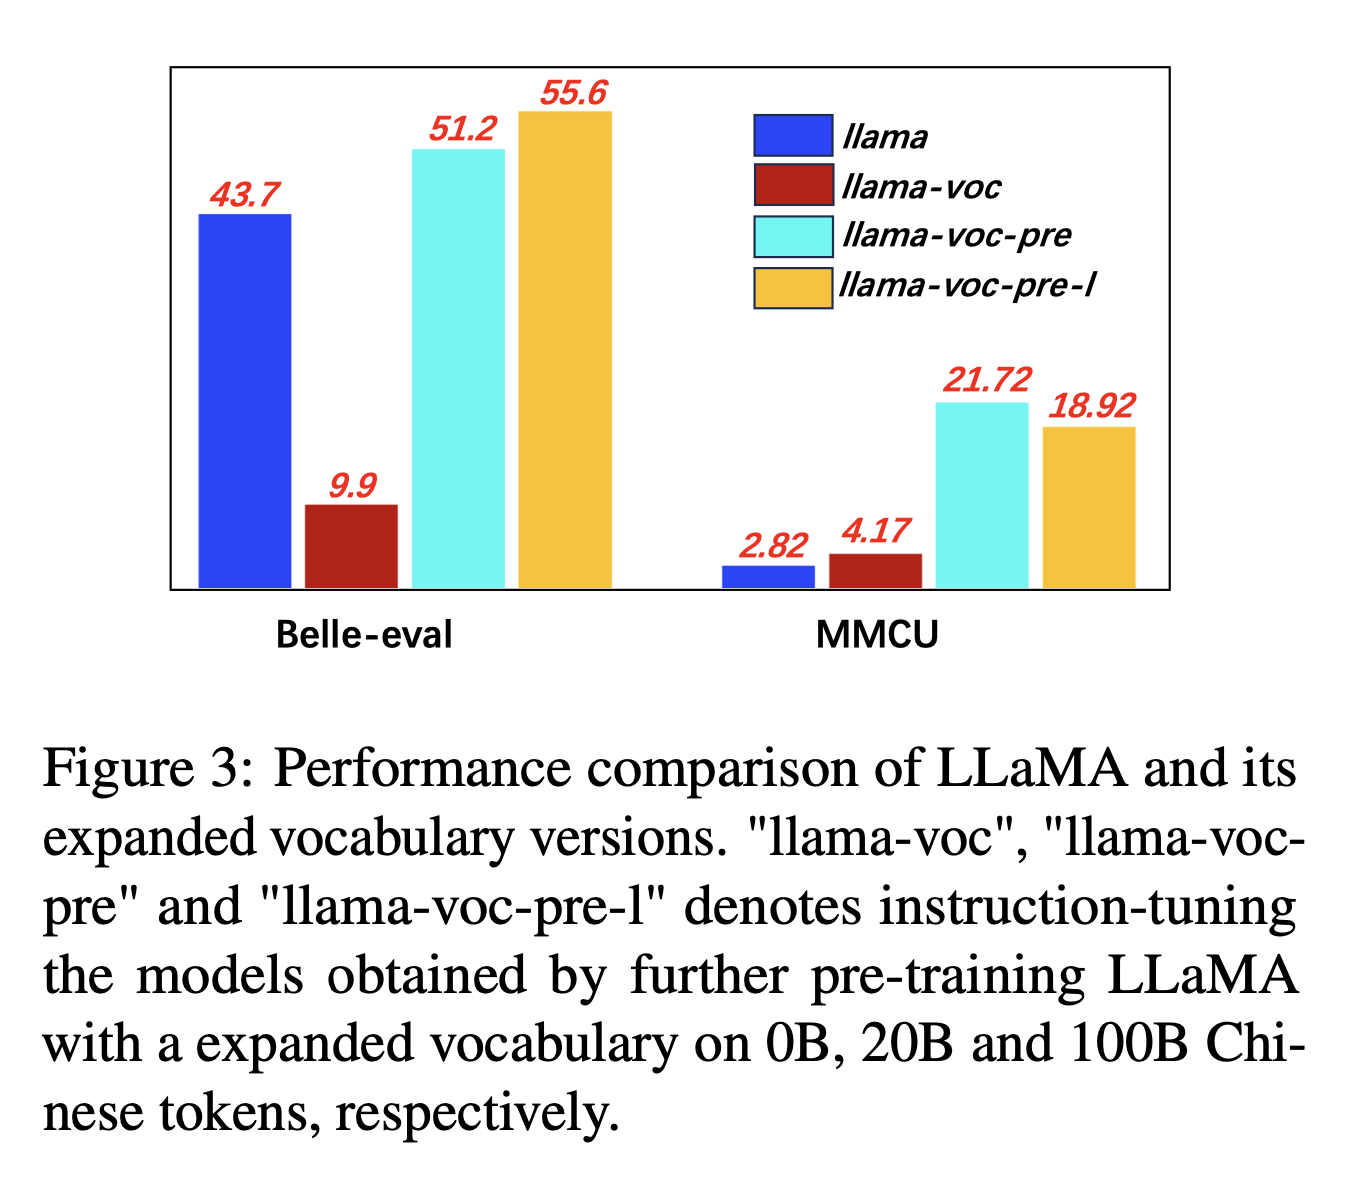 55.6
51.2
43.7
9.9
llama
llama-voc
llama-voc-pre
llama-voc-pre-l
21.72
18.92
4.17
2.82
Belle-eval
MMCU
Figure 3: Performance comparison of LLaMA and its
expanded vocabulary versions. "llama-voc", "llama-voc-
pre" and "llama-voc-pre-l" denotes instruction-tuning
the models obtained by further pre-training LLaMA
with a expanded vocabulary on 0B, 20B and 100B Chi-
nese tokens, respectively.